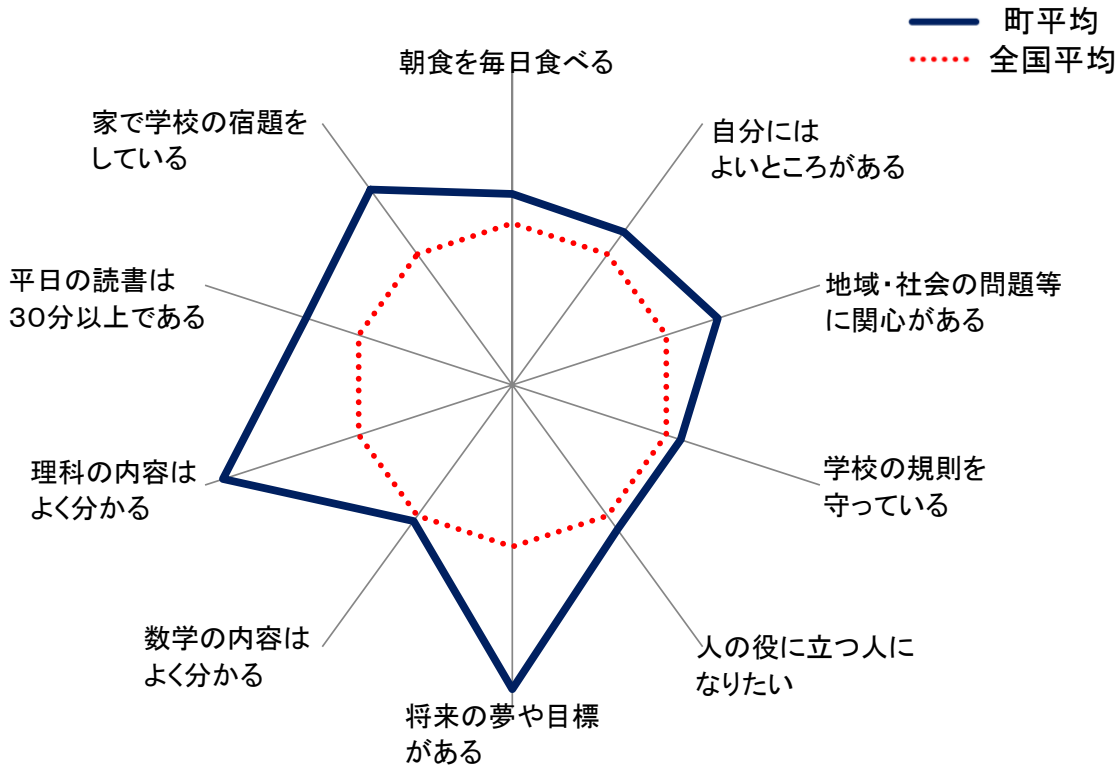 町平均
全国平均
朝食を毎日食べる
自分には
よいところがある
地域・社会の問題等
に関心がある
学校の規則を
守っている
人の役に立つ人に
なりたい
将来の夢や目標
がある
数学の内容は
よく分かる
理科の内容は
よく分かる
平日の読書は
30分以上である
家で学校の宿題を
している